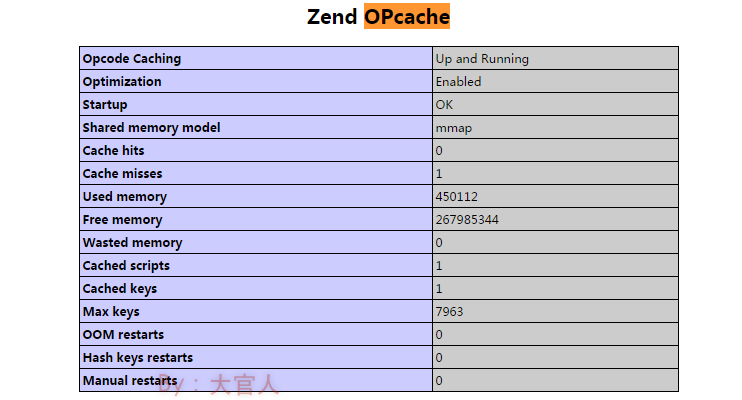 Zend OPcache
Opcode Caching Up and Running
Optimization Enabled
Startup OK
Shared memory model mmap
Cache hits 0
Cache misses 1
Used memory 450112
Free memory 267985344
Wasted memory 0
Cached scripts 1
Cached keys 1
Max keys 7963
OOM restarts 0
Hash keys restarts 0
Manual restarts 0
By：大官人